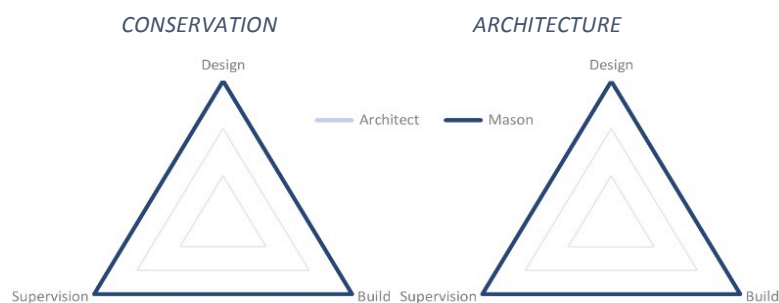 CONSERVATION
ARCHITECTURE
Design
Design
Architect
Mason
Supervision
Build
Supervision
Build